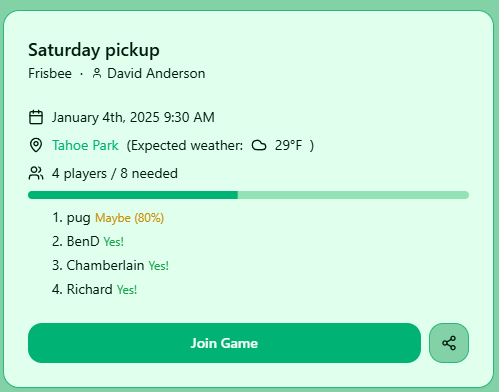 Saturday pickup
Frisbee · David Anderson
January 4th, 2025 9:30 AM
Tahoe Park (Expected weather: 29°F )
4 players / 8 needed
1. pug Maybe (80%)
2. BenD Yes!
3. Chamberlain Yes!
4. Richard Yes!
Join Game